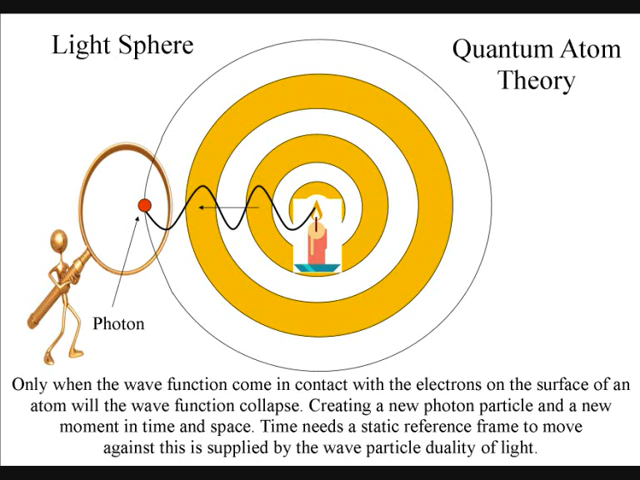 Light Sphere
Quantum Atom
Theory
Photon
Only when the wave function come in contact with the electrons on the surface of an
atom will the wave function collapse. Creating a new photon particle and a new
moment in time and space. Time needs a static reference frame to move
against this is supplied by the wave particle duality of light.